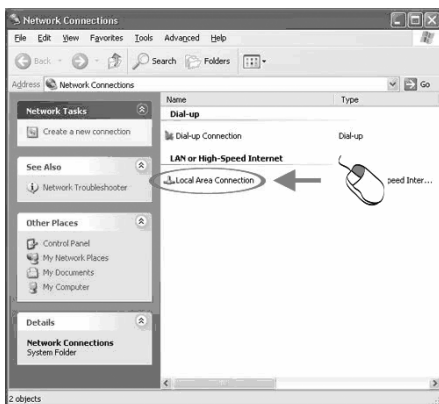 Network Connections
File Edit View Favorites Tools Advanced Help
Back Search Folders
Address Network Connections Go
Network Tasks
Create a new connection
See Also
Network Troubleshooter
Other Places
Control Panel
My Network Places
My Documents
My Computer
Details
Network Connections
System Folder
Name Type
Dial-up
Dial-up Connection Dial-up
LAN or High-Speed Internet
Local Area Connection peed Inter...
2 objects